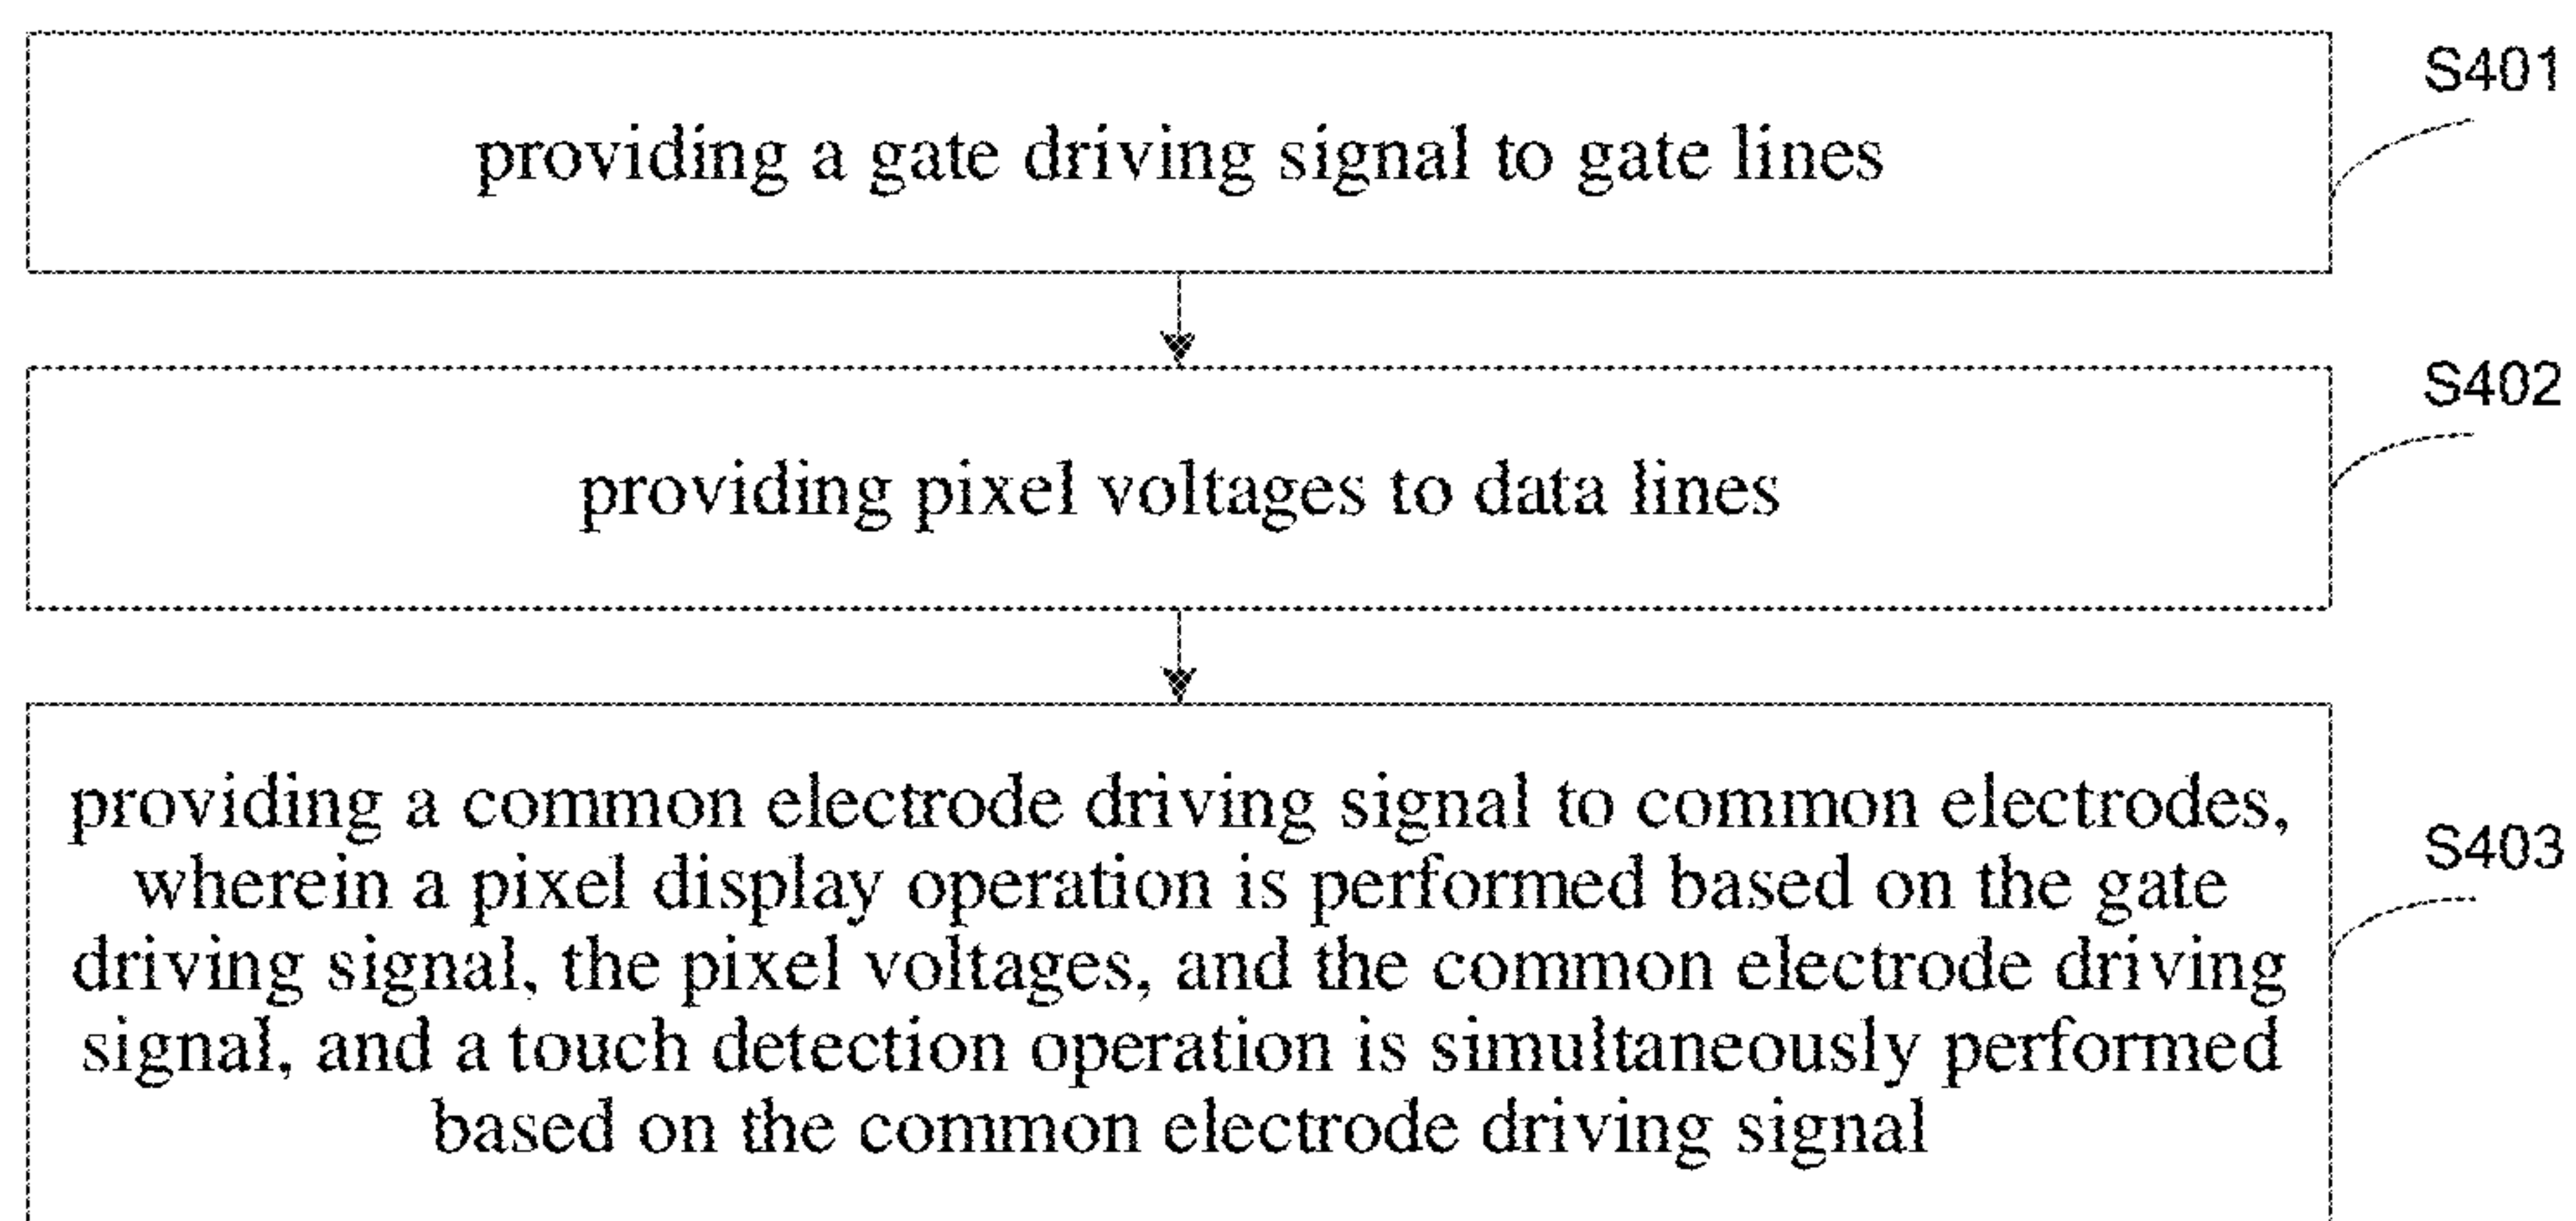 S401
providing a gate driving signal to gate lines
S402
providing pixel voltages to data lines
S403
providing a common electrode driving signal to common electrodes,
wherein a pixel display operation is performed based on the gate
driving signal, the pixel voltages, and the common electrode driving
signal, and a touch detection operation is simultaneously performed
based on the common electrode driving signal